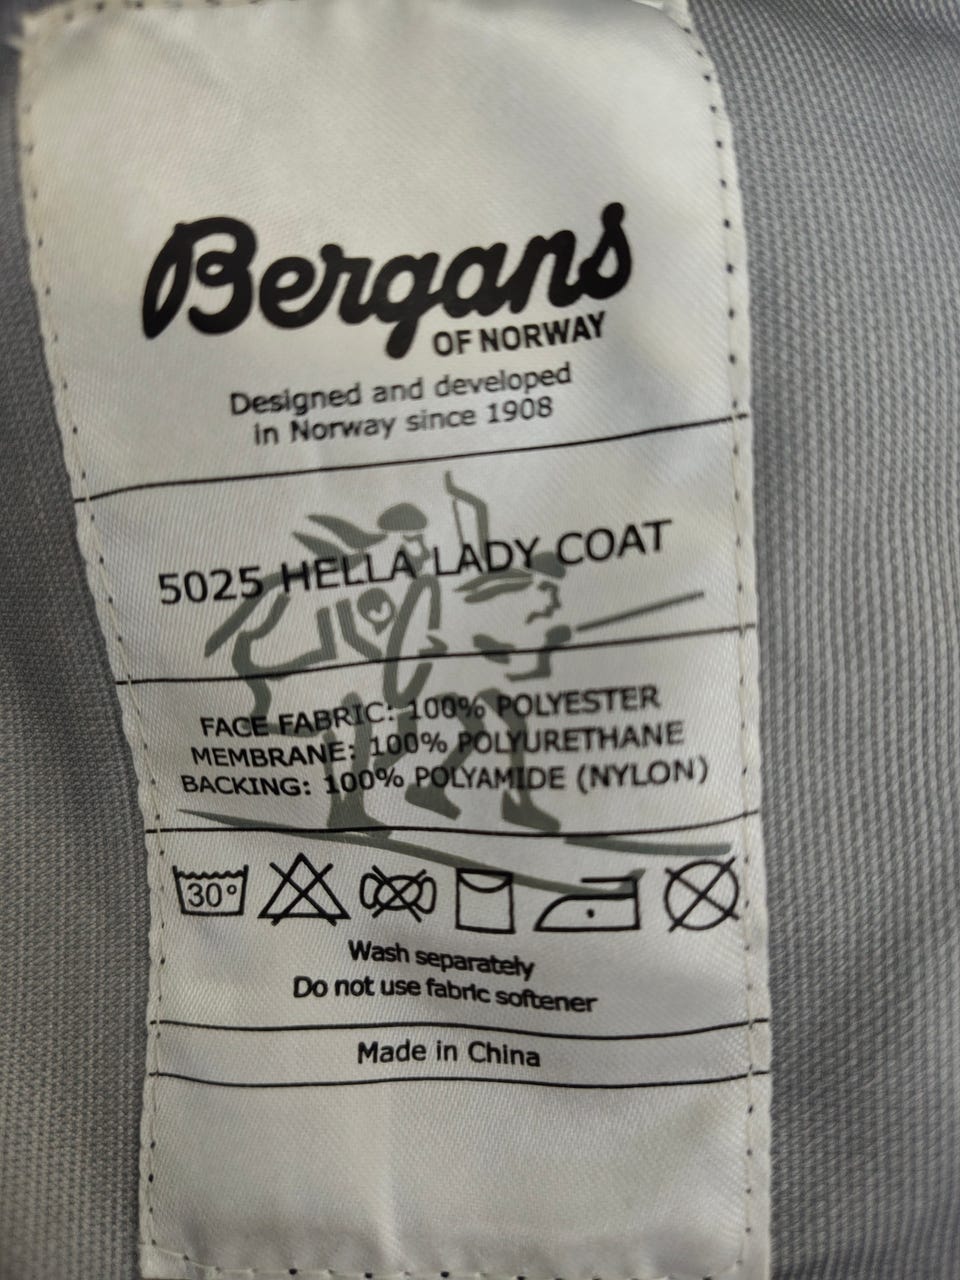 Bergans
OF NORWAY
Designed and developed
in Norway since 1908
5025 HELLA LADY COAT
FACE FABRIC: 100% POLYESTER
MEMBRANE: 100% POLYURETHANE
BACKING: 100% POLYAMIDE (NYLON)
30°
Wash separately
Do not use fabric softener
Made in China